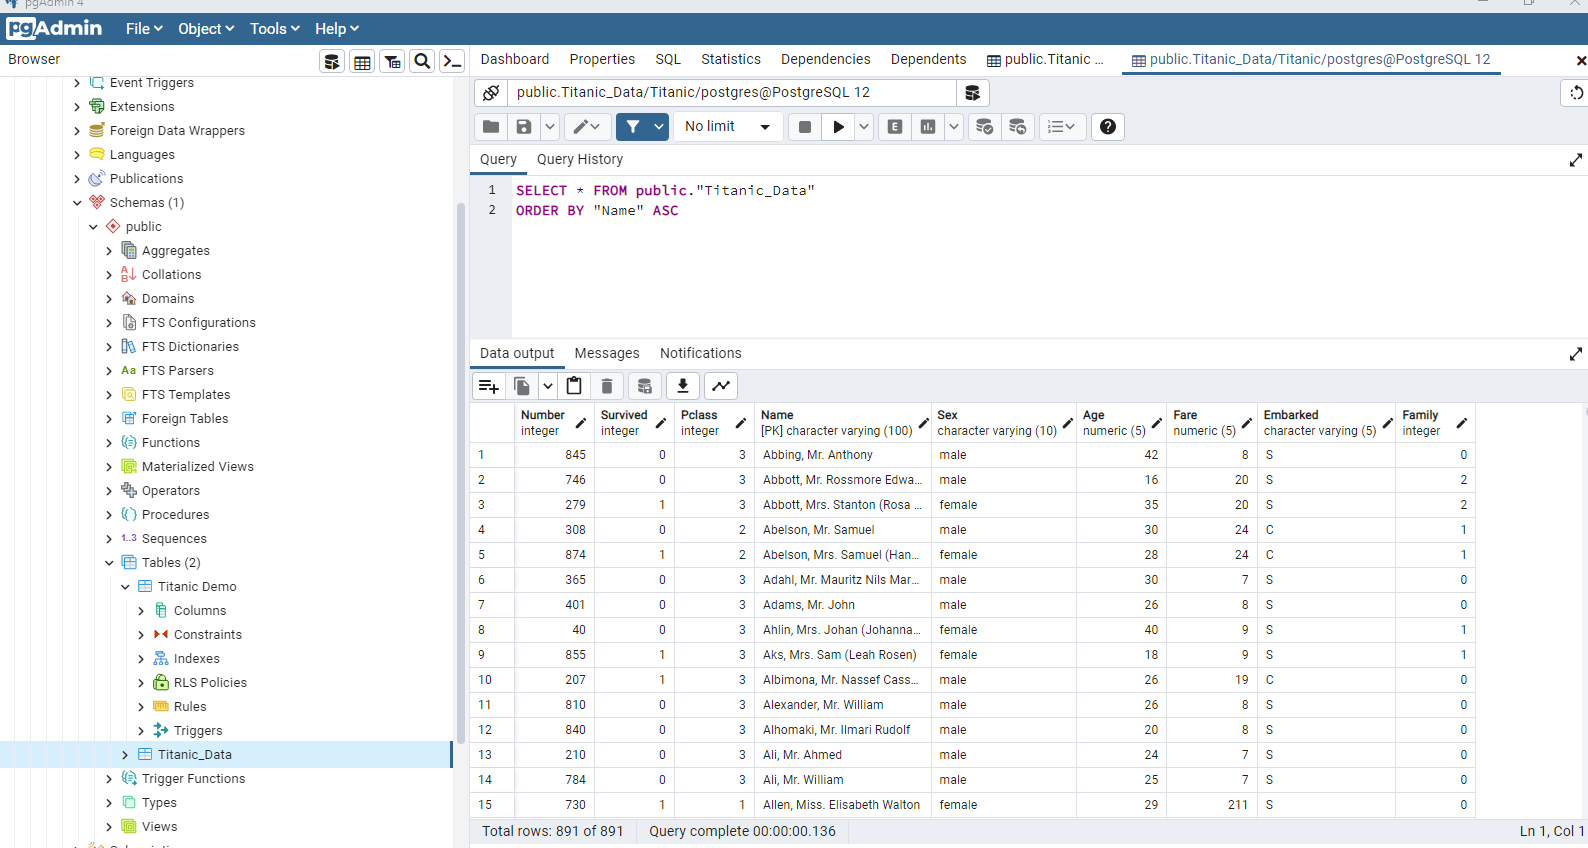 pgAdmin 4
pgAdmin File Object Tools Help
Browser
Dashboard Properties SQL Statistics Dependencies Dependents public.Titanic ... public.Titanic_Data/Titanic/postgres@PostgreSQL 12
Event Triggers
Extensions
Foreign Data Wrappers
Languages
Publications
Schemas (1)
public
Aggregates
Collations
Domains
FTS Configurations
FTS Dictionaries
Aa FTS Parsers
FTS Templates
Foreign Tables
Functions
Materialized Views
Operators
Procedures
1..3 Sequences
Tables (2)
Titanic Demo
Columns
Constraints
Indexes
RLS Policies
Rules
Triggers
Titanic_Data
Trigger Functions
Types
Views
public.Titanic_Data/Titanic/postgres@PostgreSQL 12
No limit E
Query Query History
1 SELECT * FROM public."Titanic_Data"
2 ORDER BY "Name" ASC
Data output Messages Notifications
Number Survived Pclass Name Sex Age Fare Embarked Family
integer integer integer [PK] character varying (100) character varying (10) numeric (5) numeric (5) character varying (5) integer
1 845 0 3 Abbing, Mr. Anthony male 42 8 S 0
2 746 0 3 Abbott, Mr. Rossmore Edwa... male 16 20 S 2
3 279 1 3 Abbott, Mrs. Stanton (Rosa ... female 35 20 S 2
4 308 0 2 Abelson, Mr. Samuel male 30 24 C 1
5 874 1 2 Abelson, Mrs. Samuel (Han... female 28 24 C 1
6 365 0 3 Adahl, Mr. Mauritz Nils Mar... male 30 7 S 0
7 401 0 3 Adams, Mr. John male 26 8 S 0
8 40 0 3 Ahlin, Mrs. Johan (Johanna... female 40 9 S 1
9 855 1 3 Aks, Mrs. Sam (Leah Rosen) female 18 9 S 1
10 207 1 3 Albimona, Mr. Nassef Cass... male 26 19 C 0
11 810 0 3 Alexander, Mr. William male 26 8 S 0
12 840 0 3 Alhomaki, Mr. Ilmari Rudolf male 20 8 S 0
13 210 0 3 Ali, Mr. Ahmed male 24 7 S 0
14 784 0 3 Ali, Mr. William male 25 7 S 0
15 730 1 1 Allen, Miss. Elisabeth Walton female 29 211 S 0
Total rows: 891 of 891 Query complete 00:00:00.136 Ln 1, Col 1